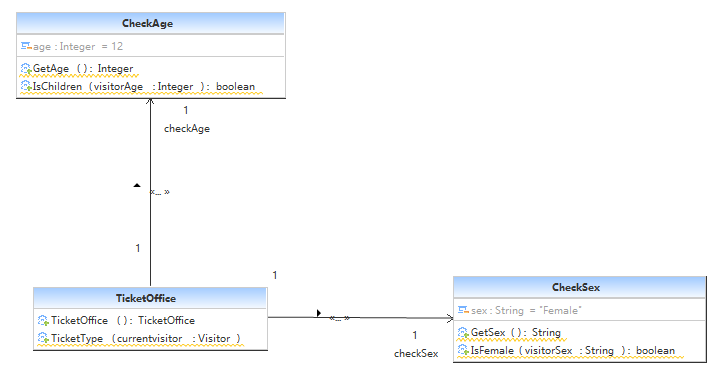 CheckAge
age : Integer = 12
GetAge (): Integer
IsChildren (visitorAge : Integer ): boolean
1
checkAge
«... »
1
TicketOffice
TicketOffice (): TicketOffice
TicketType (currentvisitor : Visitor )
1
«... »
1
checkSex
CheckSex
sex : String = "Female"
GetSex (): String
IsFemale (visitorSex : String ): boolean